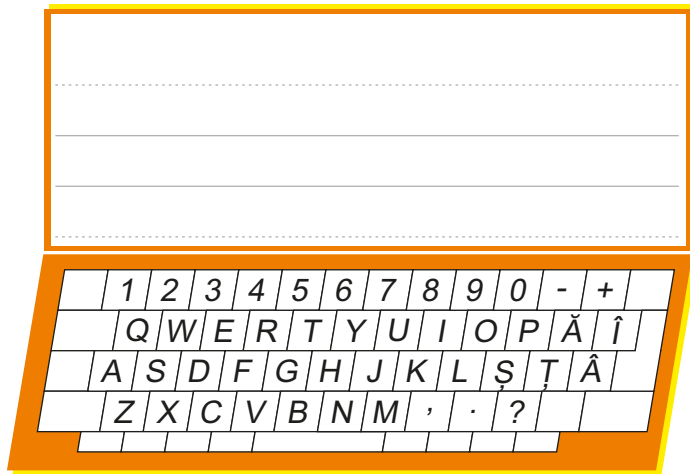 1 2 3 4 5 6 7 8 9 0 - +
Q W E R T Y U I O P Ă Î
A S D F G H J K L Ș Ț Â
Z X C V B N M , . ?